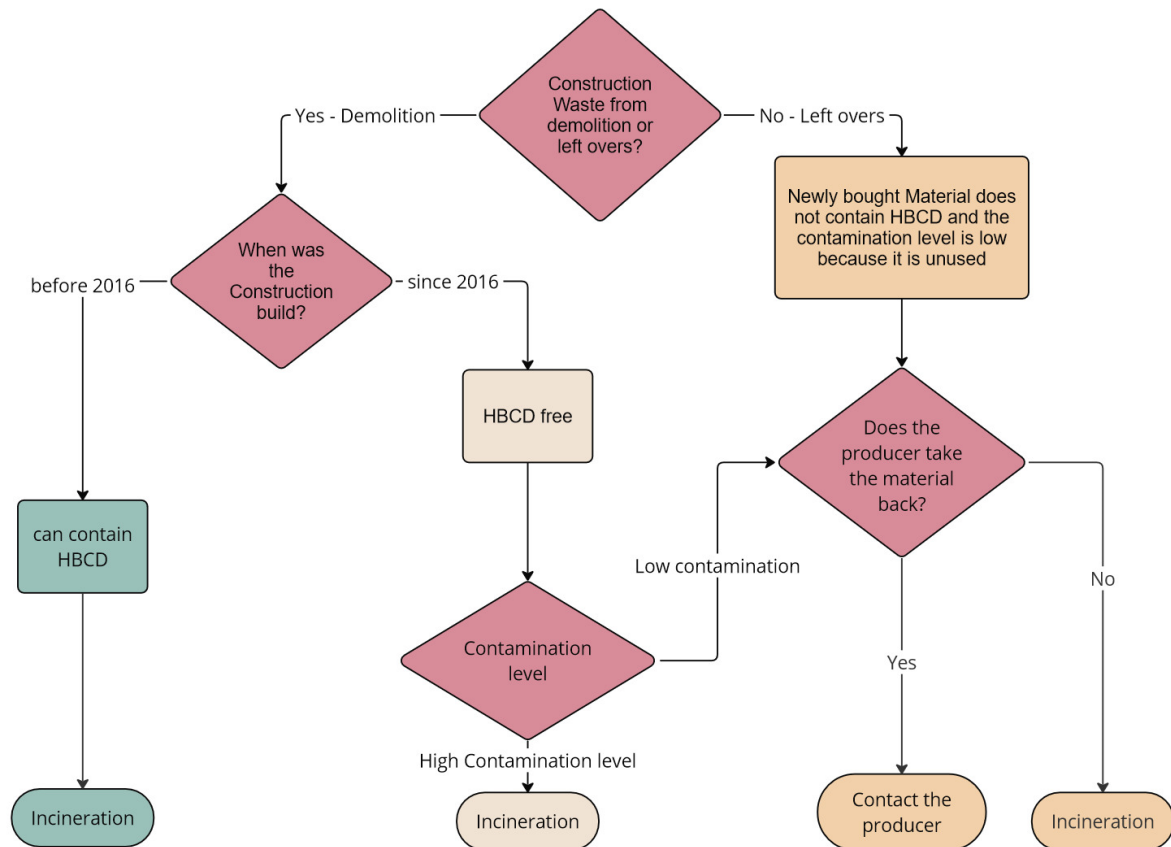 Construction
Waste from
demolition or
left overs?
Yes - Demolition
No - Left overs
Newly bought Material does
not contain HBCD and the
contamination level is low
because it is unused
When was
the
Construction
build?
before 2016
since 2016
HBCD free
Does the
producer take
the material
back?
can contain
HBCD
Low contamination
No
Contamination
level
Yes
High Contamination level
Incineration
Incineration
Contact the
producer
Incineration